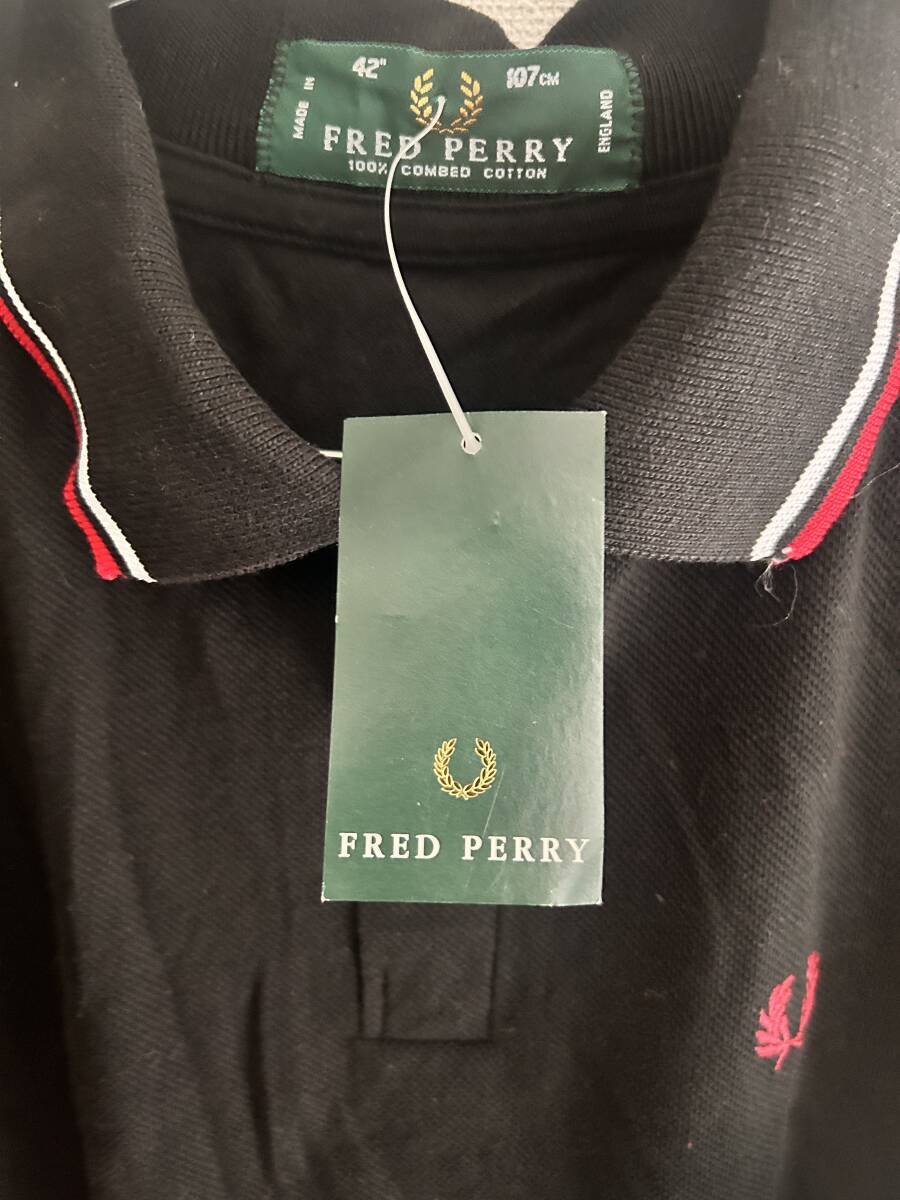 MADE IN
42" 107CM
FRED PERRY
100% COMBED COTTON
ENGLAND
FRED PERRY